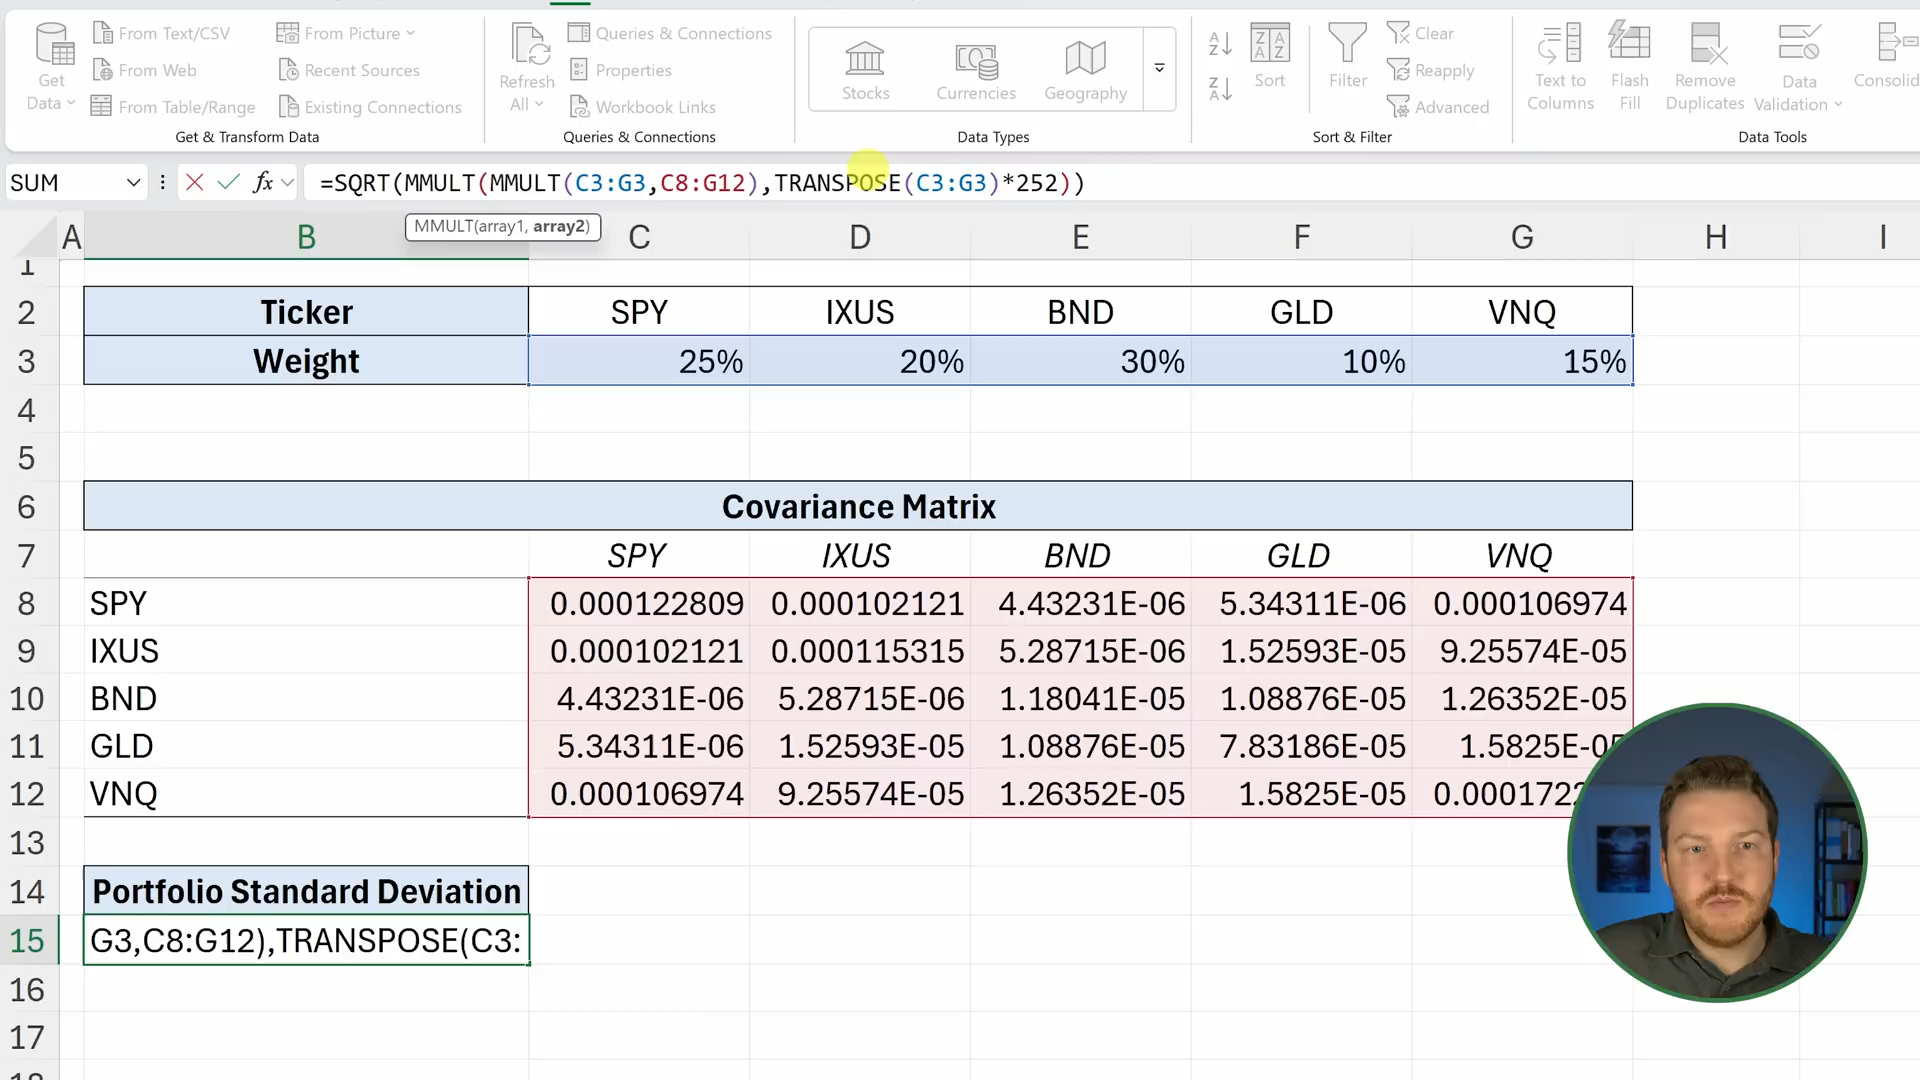 Get Data
From Text/CSV
From Web
From Table/Range
From Picture
Recent Sources
Existing Connections
Get & Transform Data
Refresh All
Queries & Connections
Properties
Workbook Links
Queries & Connections
Stocks
Currencies
Geography
Data Types
Sort
Filter
Clear
Reapply
Advanced
Sort & Filter
Text to Columns
Flash Fill
Remove Duplicates
Data Validation
Data Tools
SUM
fx
=SQRT(MMULT(MMULT(C3:G3,C8:G12),TRANSPOSE(C3:G3)*252))
MMULT(array1, array2)
A B C D E F G H I
1
2 Ticker SPY IXUS BND GLD VNQ
3 Weight 25% 20% 30% 10% 15%
4
5
6 Covariance Matrix
7 SPY IXUS BND GLD VNQ
8 SPY 0.000122809 0.000102121 4.43231E-06 5.34311E-06 0.000106974
9 IXUS 0.000102121 0.000115315 5.28715E-06 1.52593E-05 9.25574E-05
10 BND 4.43231E-06 5.28715E-06 1.18041E-05 1.08876E-05 1.26352E-05
11 GLD 5.34311E-06 1.52593E-05 1.08876E-05 7.83186E-05
12 VNQ 0.000106974 9.25574E-05 1.26352E-05 1.5825E-05
13
14 Portfolio Standard Deviation
15 G3,C8:G12),TRANSPOSE(C3:
16
17